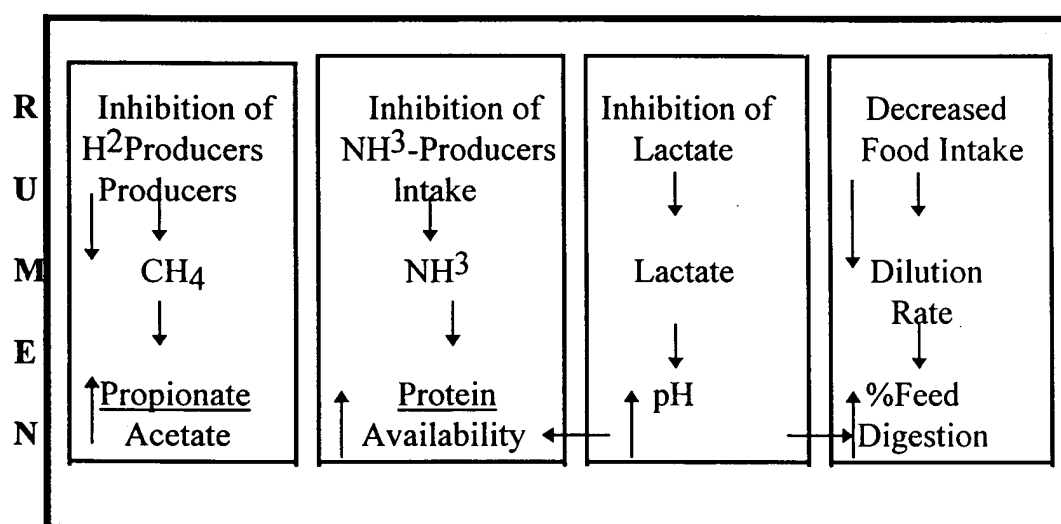 R
U
M
E
N
Inhibition of
H²Producers
Producers
CH₄
Propionate
Acetate
Inhibition of
NH³-Producers
Intake
NH³
Protein
Availability
Inhibition of
Lactate
Lactate
pH
Decreased
Food Intake
Dilution
Rate
%Feed
Digestion